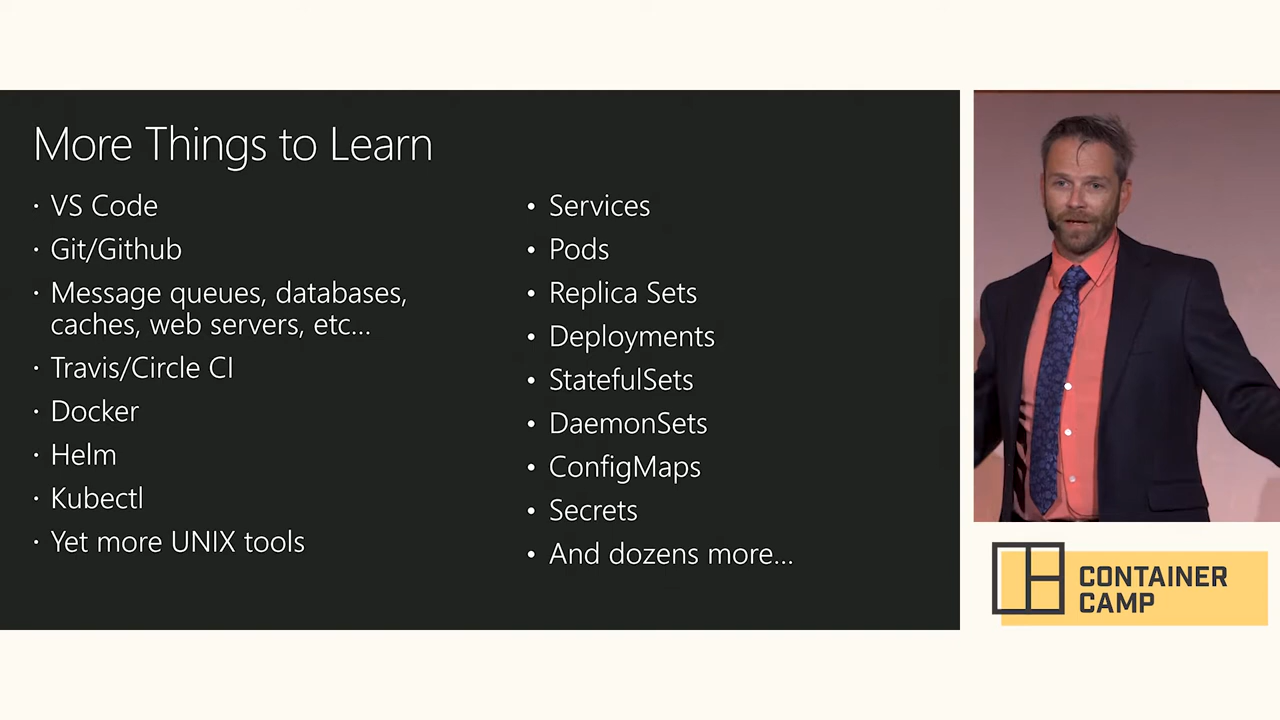 More Things to Learn
· VS Code
· Git/Github
· Message queues, databases,
caches, web servers, etc...
· Travis/Circle CI
· Docker
· Helm
· Kubectl
· Yet more UNIX tools
• Services
• Pods
• Replica Sets
• Deployments
• StatefulSets
• DaemonSets
• ConfigMaps
• Secrets
• And dozens more...
CONTAINER
CAMP